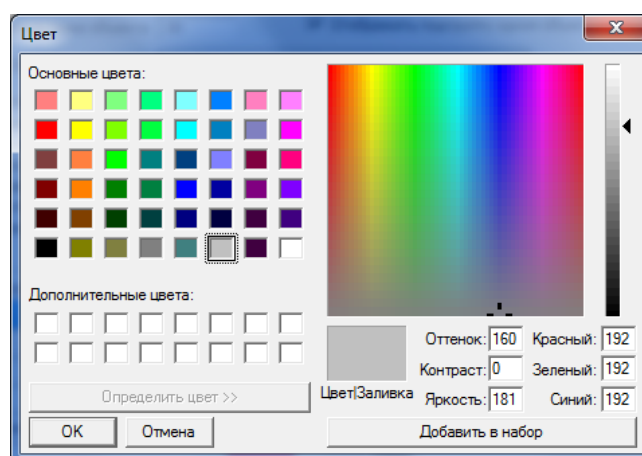 Цвет
Основные цвета:
Дополнительные цвета:
Определить цвет >>
OK
Отмена
Цвет|Заливка
Оттенок: 160
Контраст: 0
Яркость: 181
Красный: 192
Зеленый: 192
Синий: 192
Добавить в набор